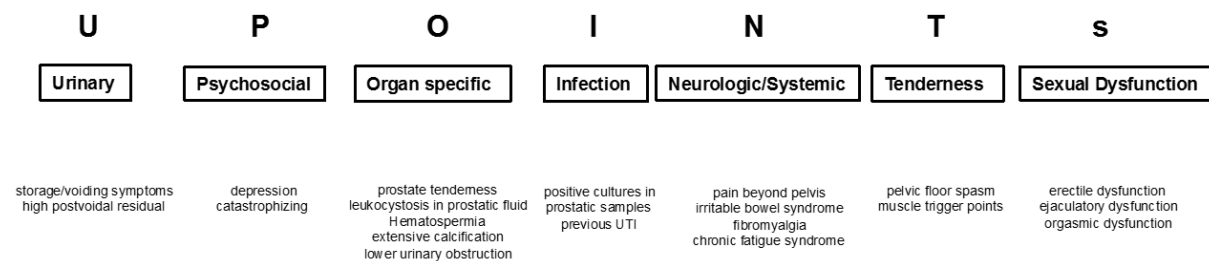 U P O I N T s
Urinary Psychosocial Organ specific Infection Neurologic/Systemic Tenderness Sexual Dysfunction
storage/voiding symptoms
high postvoidal residual
depression
catastrophizing
prostate tenderness
leukocystosis in prostatic fluid
Hematospermia
extensive calcification
lower urinary obstruction
positive cultures in
prostatic samples
previous UTI
pain beyond pelvis
irritable bowel syndrome
fibromyalgia
chronic fatigue syndrome
pelvic floor spasm
muscle trigger points
erectile dysfunction
ejaculatory dysfunction
orgasmic dysfunction